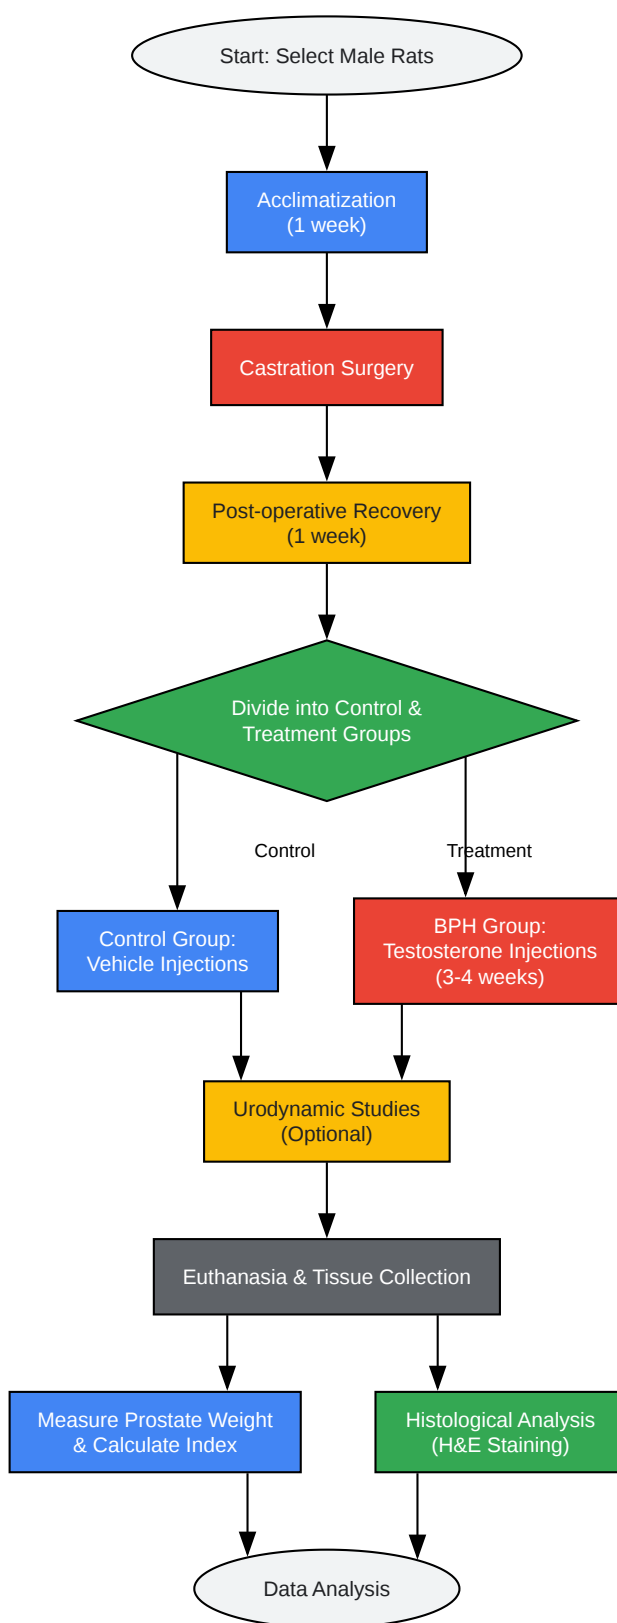 Start: Select Male Rats
Acclimatization
(1 week)
Castration Surgery
Post-operative Recovery
(1 week)
Divide into Control &
Treatment Groups
Control
Treatment
Control Group:
Vehicle Injections
BPH Group:
Testosterone Injections
(3-4 weeks)
Urodynamic Studies
(Optional)
Euthanasia & Tissue Collection
Measure Prostate Weight
& Calculate Index
Histological Analysis
(H&E Staining)
Data Analysis